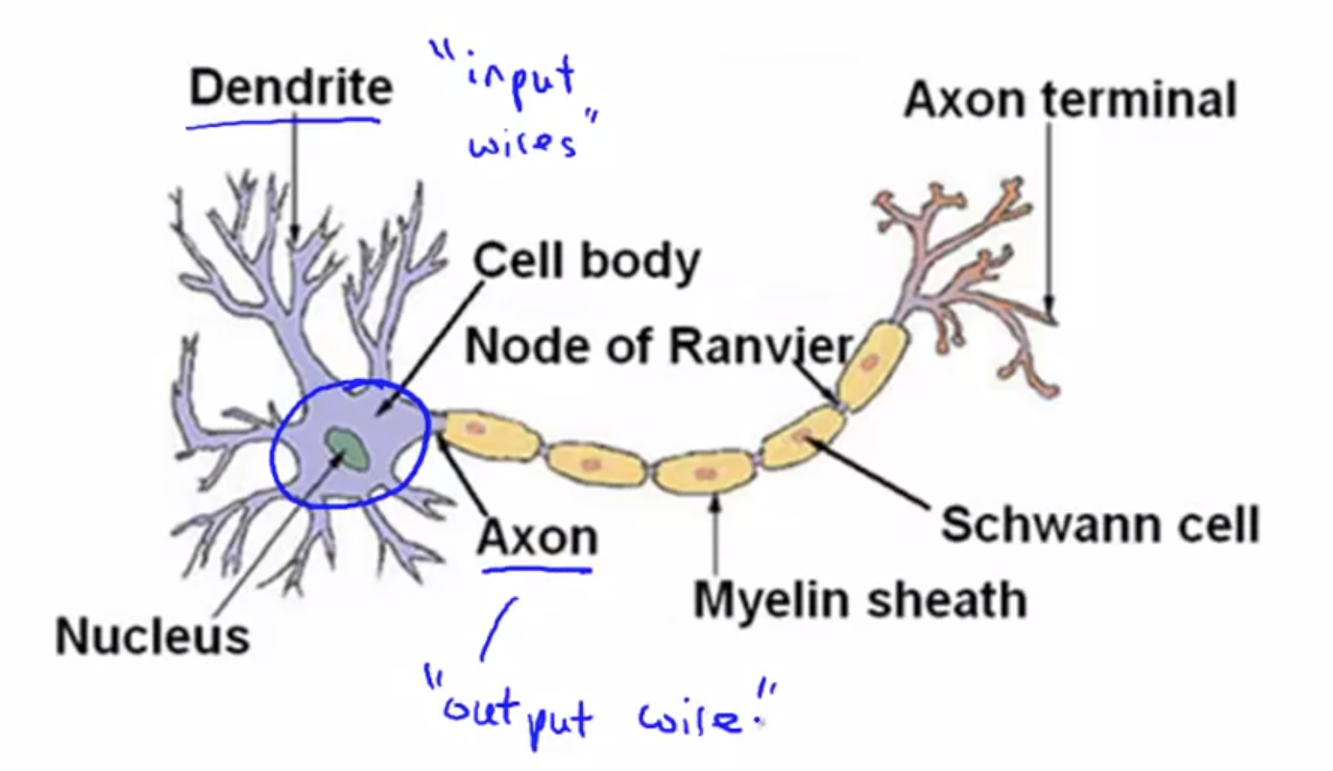 Dendrite
"input
wires"
Axon terminal
Cell body
Node of Ranvier
Axon
Schwann cell
Myelin sheath
Nucleus
"output wire."